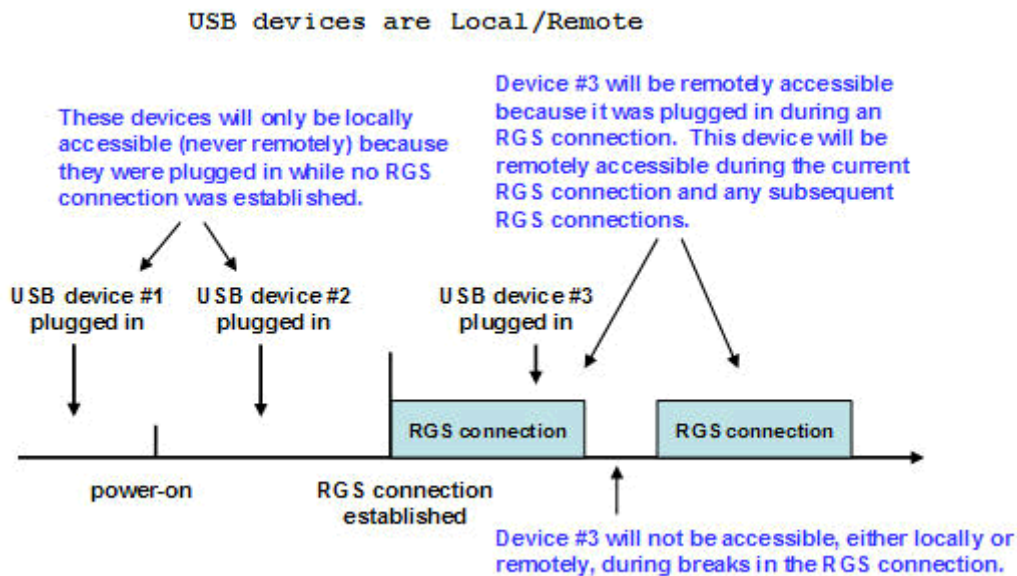 USB devices are Local/Remote
These devices will only be locally
accessible (never remotely) because
they were plugged in while no RGS
connection was established.
Device #3 will be remotely accessible
because it was plugged in during an
RGS connection. This device will be
remotely accessible during the current
RGS connection and any subsequent
RGS connections.
USB device #1
plugged in
USB device #2
plugged in
USB device #3
plugged in
RGS connection
RGS connection
power-on
RGS connection
established
Device #3 will not be accessible, either locally or
remotely, during breaks in the RGS connection.